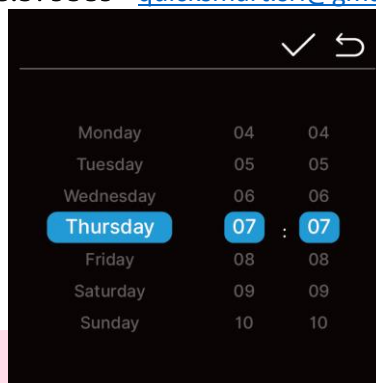 Monday 04 04
Tuesday 05 05
Wednesday 06 06
Thursday 07 : 07
Friday 08 08
Saturday 09 09
Sunday 10 10